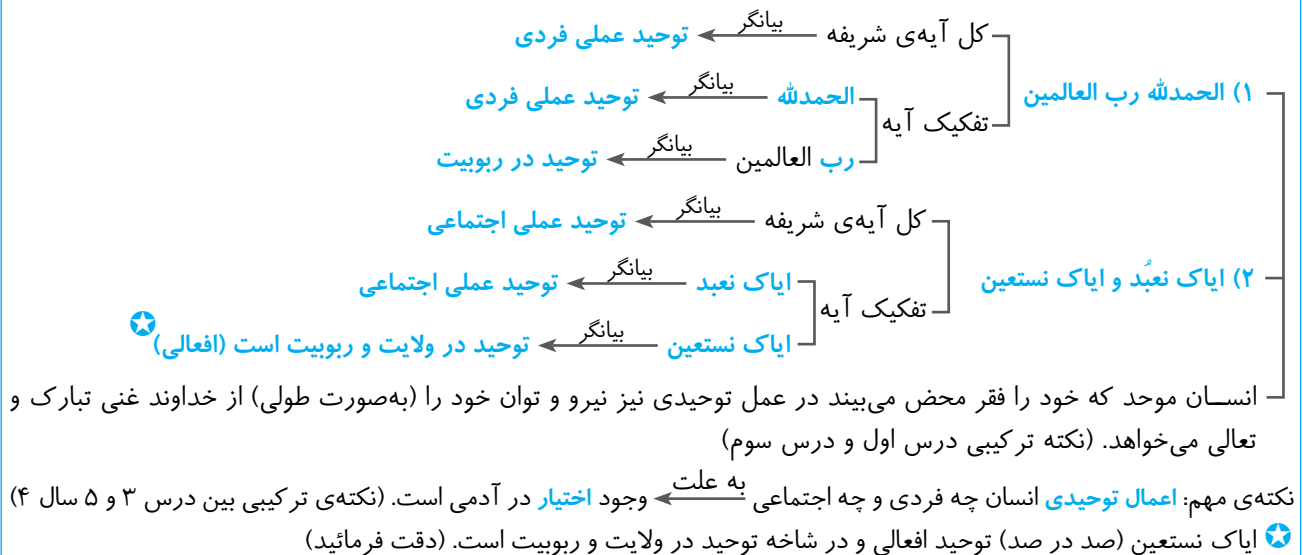 کل آیه‌ی شریفه بیانگر توحید عملی فردی
۱) الحمدلله رب العالمین
تفکیک آیه
الحمدلله بیانگر توحید عملی فردی
رب العالمین بیانگر توحید در ربوبیت
کل آیه‌ی شریفه بیانگر توحید عملی اجتماعی
۲) ایاک نعبُد و ایاک نستعین
تفکیک آیه
ایاک نعبد بیانگر توحید عملی اجتماعی
ایاک نستعین بیانگر توحید در ولایت و ربوبیت است (افعالی)
انسان موحد که خود را فقر محض می‌بیند در عمل توحیدی نیز نیرو و توان خود را (به‌صورت طولی) از خداوند غنی تبارک و
تعالی می‌خواهد. (نکته ترکیبی درس اول و درس سوم)
نکته‌ی مهم: اعمال توحیدی انسان چه فردی و چه اجتماعی به علت وجود اختیار در آدمی است. (نکته‌ی ترکیبی بین درس ۳ و ۵ سال ۴)
ایاک نستعین (صد در صد) توحید افعالی و در شاخه توحید در ولایت و ربوبیت است. (دقت فرمائید)